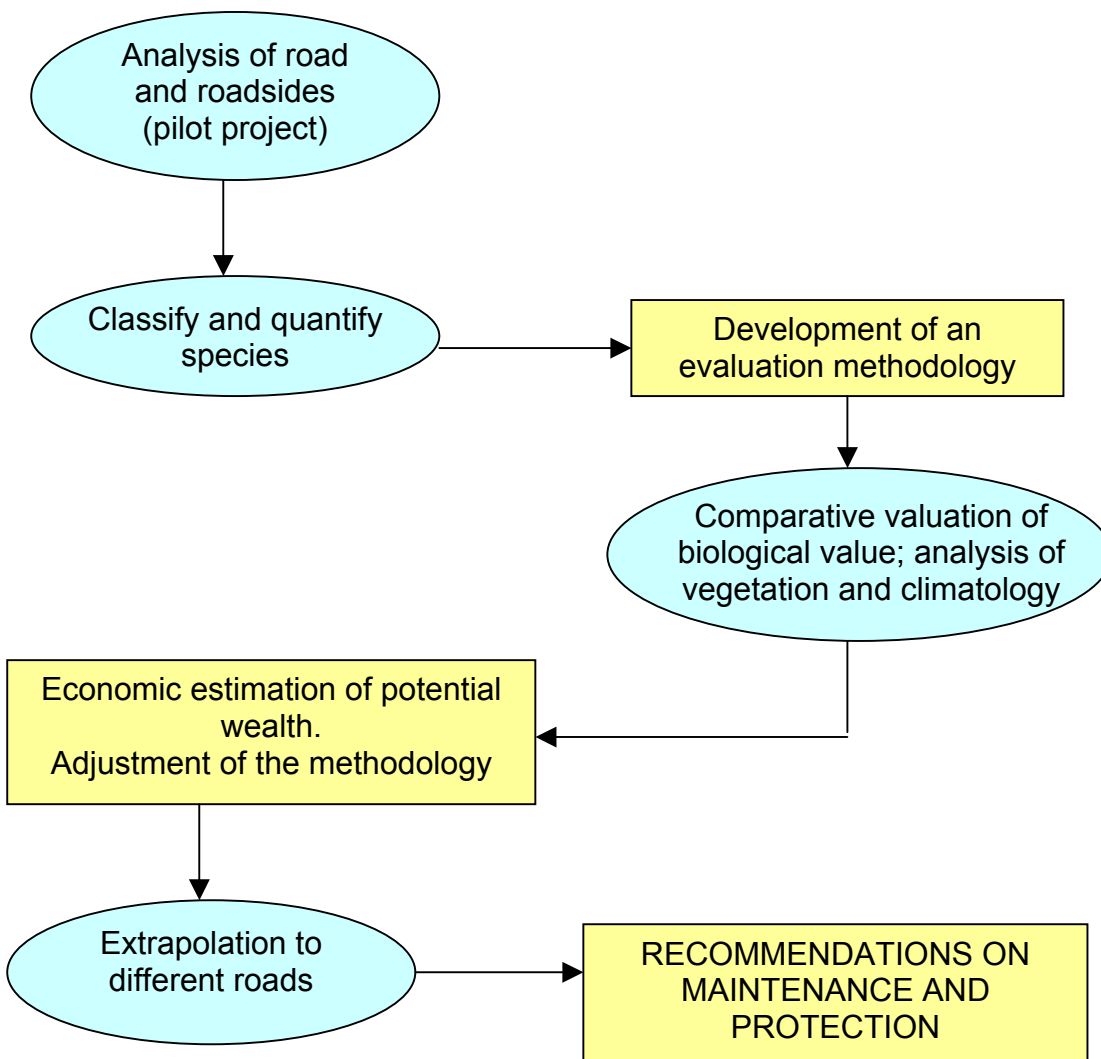 Analysis of road
and roadsides
(pilot project)
Classify and quantify
species
Development of an
evaluation methodology
Comparative valuation of
biological value; analysis of
vegetation and climatology
Economic estimation of potential
wealth.
Adjustment of the methodology
Extrapolation to
different roads
RECOMMENDATIONS ON
MAINTENANCE AND
PROTECTION